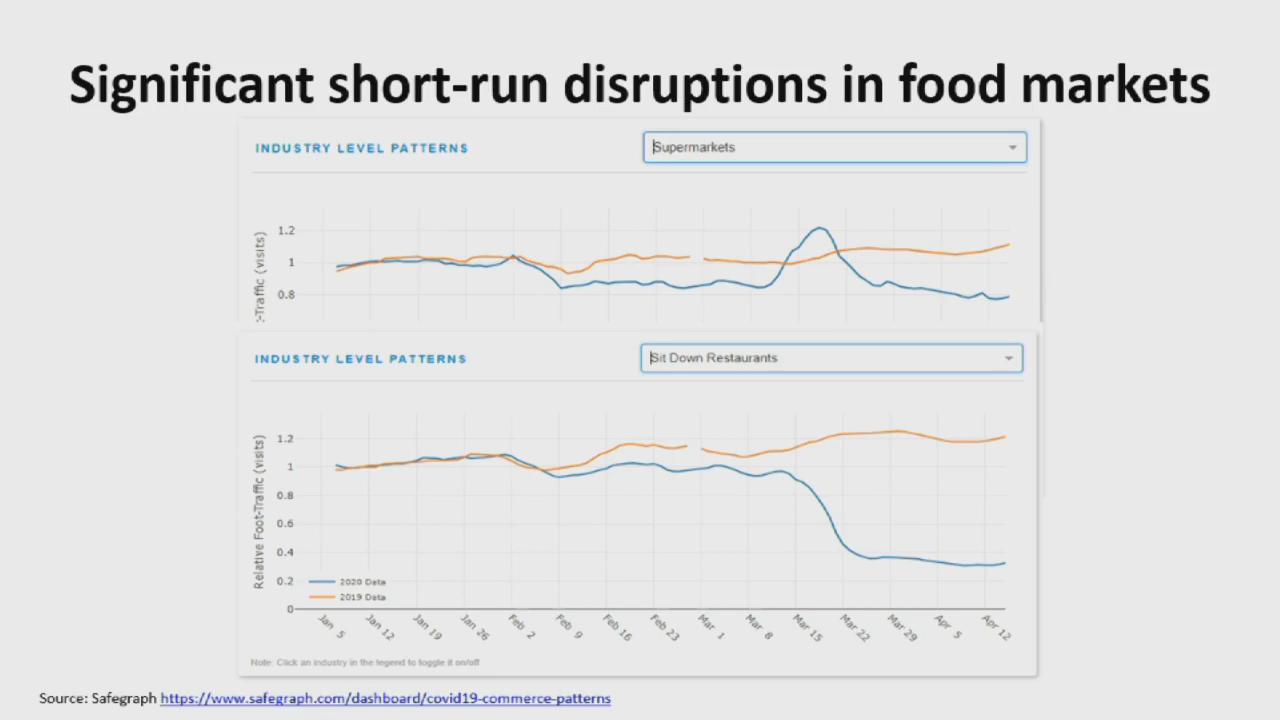 Significant short-run disruptions in food markets
INDUSTRY LEVEL PATTERNS
Supermarkets
:-Traffic (visits)
1.2
1
0.8
INDUSTRY LEVEL PATTERNS
Sit Down Restaurants
Relative Foot-Traffic (visits)
1.2
1
0.8
0.6
0.4
0.2
0
2020 Data
2019 Data
Jan 5
Jan 12
Jan 19
Jan 26
Feb 2
Feb 9
Feb 16
Feb 23
Mar 1
Mar 8
Mar 15
Mar 22
Mar 29
Apr 5
Apr 12
Note: Click an industry in the legend to toggle it on/off
Source: Safegraph https://www.safegraph.com/dashboard/covid19-commerce-patterns